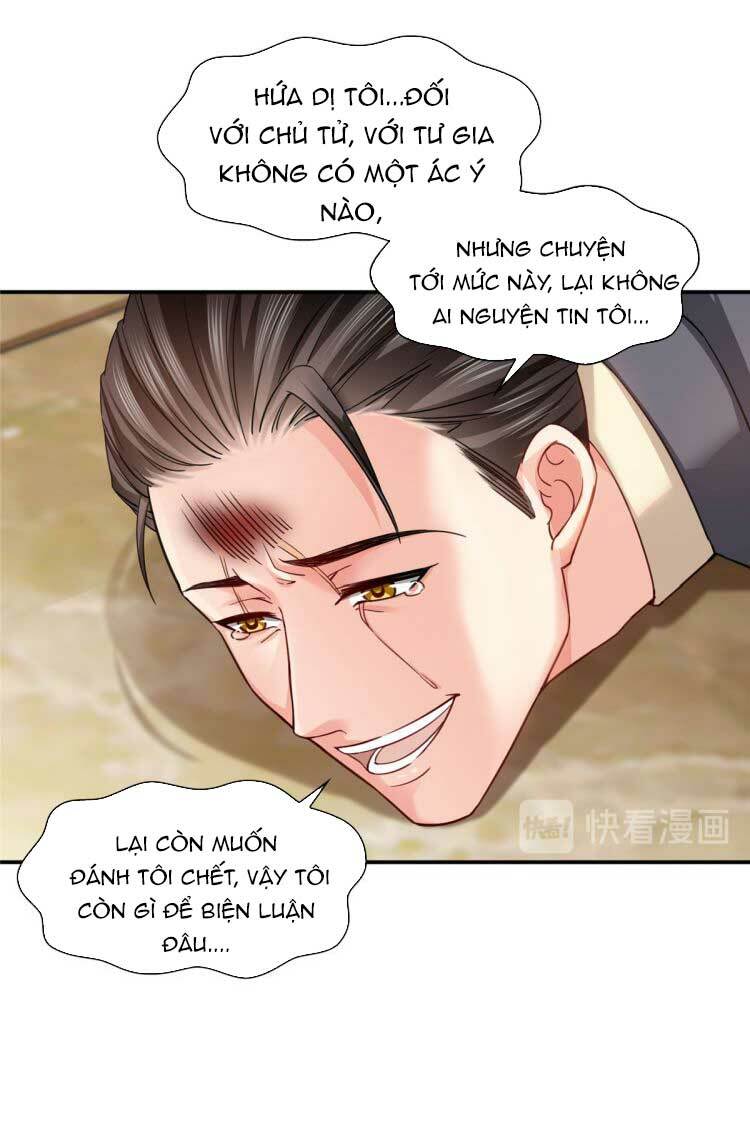 HỨA DỊ TÔI...ĐỐI
VỚI CHỦ TỬ, VỚI TƯ GIA
KHÔNG CÓ MỘT ÁC Ý
NÀO,
NHƯNG CHUYỆN
TỚI MỨC NÀY, LẠI KHÔNG
AI NGUYỆN TIN TÔI...
快看! 快看漫画
LẠI CÒN MUỐN
ĐÁNH TÔI CHẾT, VẬY TÔI
CÒN GÌ ĐỂ BIỆN LUẬN
ĐÂU....